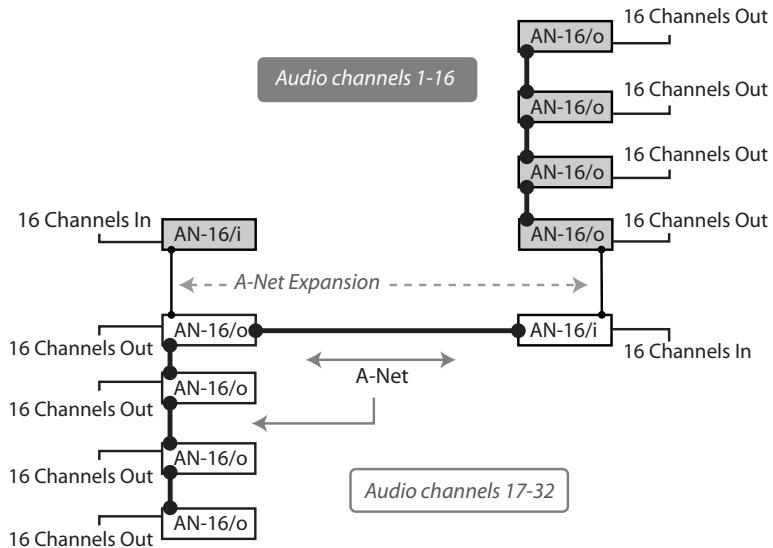 16 Channels Out
AN-16/o
Audio channels 1-16
16 Channels Out
AN-16/o
16 Channels Out
AN-16/o
16 Channels In
AN-16/i
16 Channels Out
AN-16/o
A-Net Expansion
AN-16/o
AN-16/i
16 Channels Out
16 Channels In
A-Net
AN-16/o
16 Channels Out
AN-16/o
16 Channels Out
Audio channels 17-32
AN-16/o
16 Channels Out